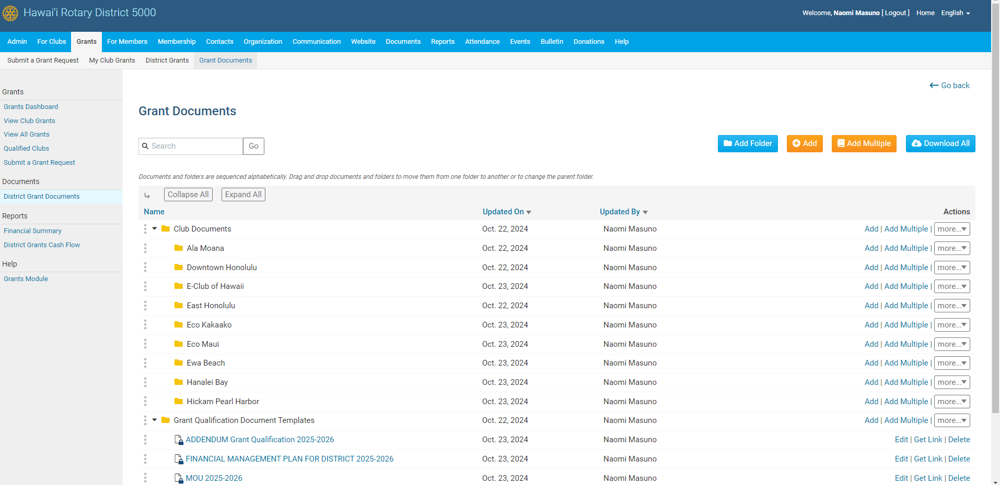 Hawai'i Rotary District 5000
Welcome, Naomi Masuno [ Logout ] Home English
Admin For Clubs Grants For Members Membership Contacts Organization Communication Website Documents Reports Attendance Events Bulletin Donations Help
Submit a Grant Request My Club Grants District Grants Grant Documents
Grants
Grants Dashboard
View Club Grants
View All Grants
Qualified Clubs
Submit a Grant Request
Documents
District Grant Documents
Reports
Financial Summary
District Grants Cash Flow
Help
Grants Module
Go back
Grant Documents
Search Go
Add Folder Add Add Multiple Download All
Documents and folders are sequenced alphabetically. Drag and drop documents and folders to move them from one folder to another or to change the parent folder.
Collapse All Expand All
Name Updated On Updated By Actions
Club Documents Oct. 22, 2024 Naomi Masuno Add | Add Multiple | more...
Ala Moana Oct. 22, 2024 Naomi Masuno Add | Add Multiple | more...
Downtown Honolulu Oct. 22, 2024 Naomi Masuno Add | Add Multiple | more...
E-Club of Hawaii Oct. 23, 2024 Naomi Masuno Add | Add Multiple | more...
East Honolulu Oct. 22, 2024 Naomi Masuno Add | Add Multiple | more...
Eco Kakaako Oct. 23, 2024 Naomi Masuno Add | Add Multiple | more...
Eco Maui Oct. 23, 2024 Naomi Masuno Add | Add Multiple | more...
Ewa Beach Oct. 23, 2024 Naomi Masuno Add | Add Multiple | more...
Hanalei Bay Oct. 23, 2024 Naomi Masuno Add | Add Multiple | more...
Hickam Pearl Harbor Oct. 23, 2024 Naomi Masuno Add | Add Multiple | more...
Grant Qualification Document Templates Oct. 22, 2024 Naomi Masuno Add | Add Multiple | more...
ADDENDUM Grant Qualification 2025-2026 Oct. 23, 2024 Naomi Masuno Edit | Get Link | Delete
FINANCIAL MANAGEMENT PLAN FOR DISTRICT 2025-2026 Oct. 23, 2024 Naomi Masuno Edit | Get Link | Delete
MOU 2025-2026 Oct. 23, 2024 Naomi Masuno Edit | Get Link | Delete